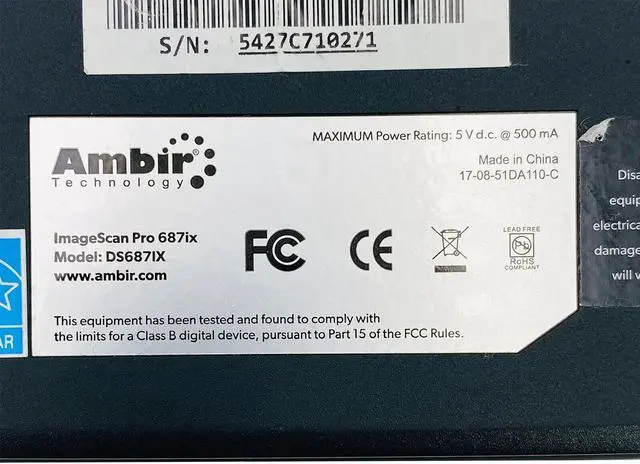 S/N: 5427C710271
Ambir®
Technology
MAXIMUM Power Rating: 5 V d.c. @ 500 mA
Made in China
17-08-51DA110-C
ImageScan Pro 687ix
Model: DS687IX
www.ambir.com
FC
CE
LEAD FREE
Pb
RoHS
COMPLIANT
This equipment has been tested and found to comply with
the limits for a Class B digital device, pursuant to Part 15 of the FCC Rules.
AR
Disa
equip
electrical
damage
will v